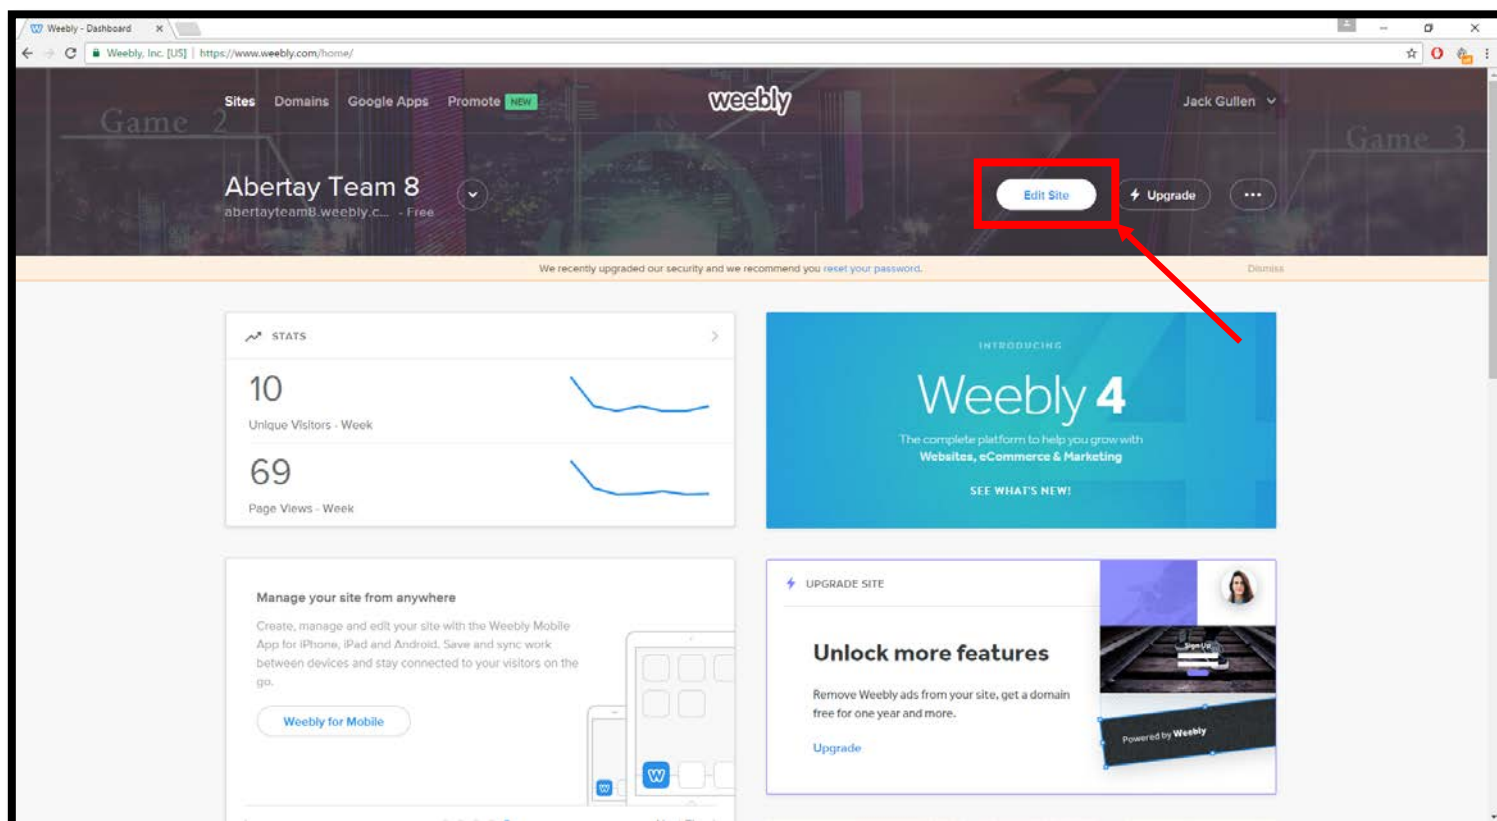 Weebly - Dashboard
Weebly, Inc. [US] | https://www.weebly.com/home/
Sites Domains Google Apps Promote NEW weebly Jack Gullen
Game 2
Game 3
Abertay Team 8
abertayteam8.weebly.c... - Free
Edit Site Upgrade
We recently upgraded our security and we recommend you reset your password. Dismiss
STATS
10
Unique Visitors - Week
69
Page Views - Week
INTRODUCING
Weebly 4
The complete platform to help you grow with
Websites, eCommerce & Marketing
SEE WHAT'S NEW!
Manage your site from anywhere
Create, manage and edit your site with the Weebly Mobile
App for iPhone, iPad and Android. Save and sync work
between devices and stay connected to your visitors on the
go.
Weebly for Mobile
UPGRADE SITE
Unlock more features
Remove Weebly ads from your site, get a domain
free for one year and more.
Upgrade
Sign Up
Powered by Weebly